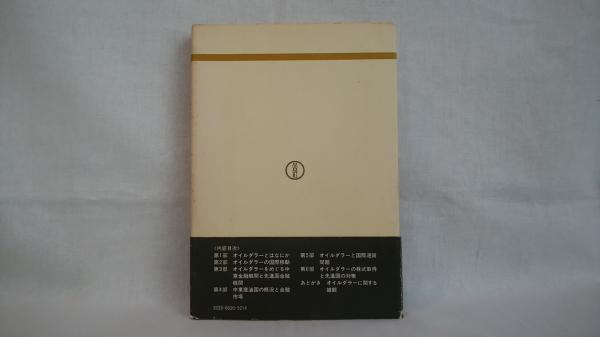 〈内容目次〉
第1部 オイルダラーとはなにか
第2部 オイルダラーの国際移動
第3部 オイルダラーをめぐる中
東金融機関と先進国金融
機関
第4部 中東産油国の概況と金融
市場
第5部 オイルダラーと国際通貨
問題
第6部 オイルダラーの株式取得
と先進国の対策
あとがき オイルダラーに関する
雑観